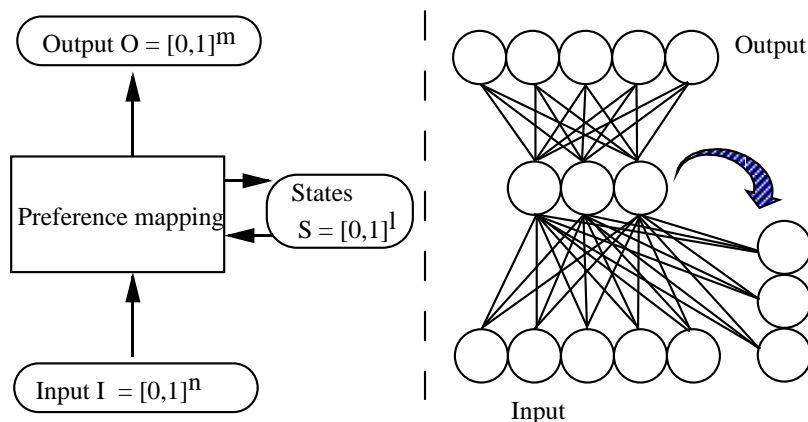 Output O = [0,1]m
Preference mapping
States
S = [0,1]l
Input I = [0,1]n
Output
Input